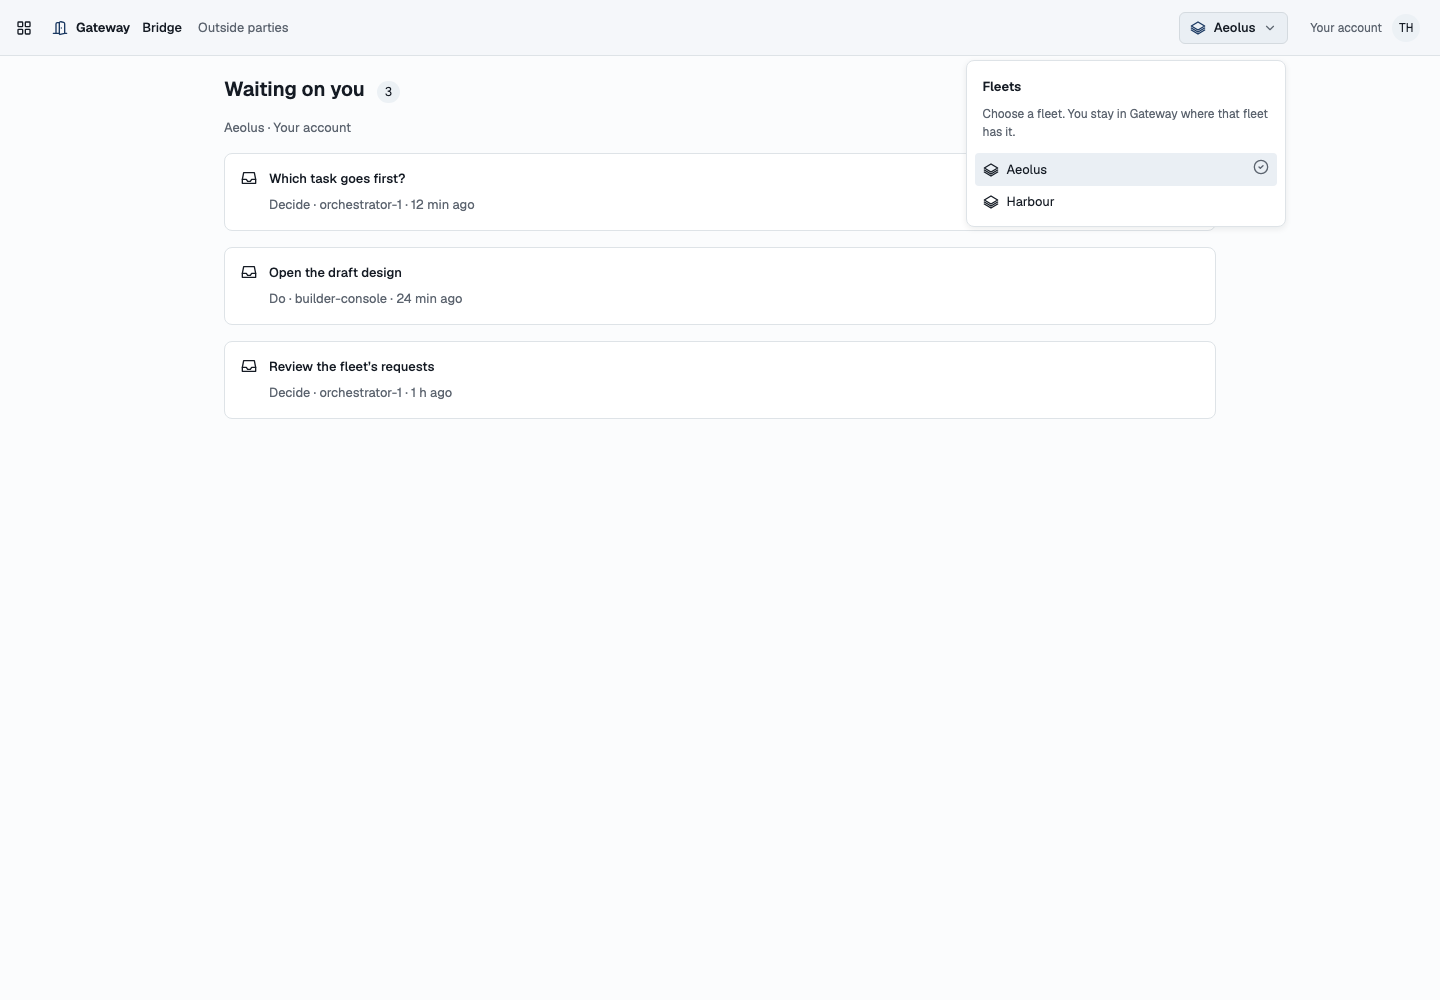 Gateway Bridge Outside parties Aeolus Your account TH
Waiting on you 3
Aeolus · Your account
Fleets
Choose a fleet. You stay in Gateway where that fleet
has it.
Aeolus
Harbour
Which task goes first?
Decide · orchestrator-1 · 12 min ago
Open the draft design
Do · builder-console · 24 min ago
Review the fleet's requests
Decide · orchestrator-1 · 1 h ago